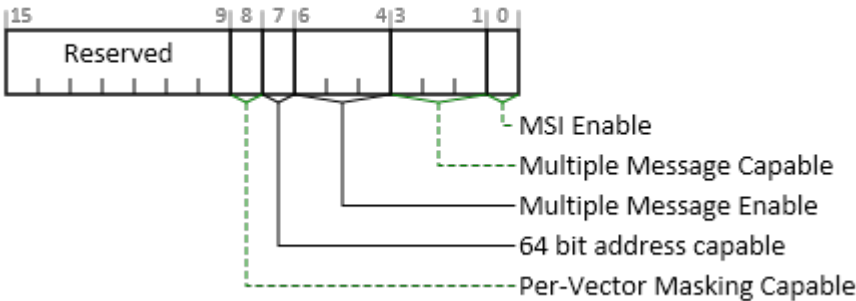 15 9 8 7 6 4 3 1 0
Reserved
MSI Enable
Multiple Message Capable
Multiple Message Enable
64 bit address capable
Per-Vector Masking Capable